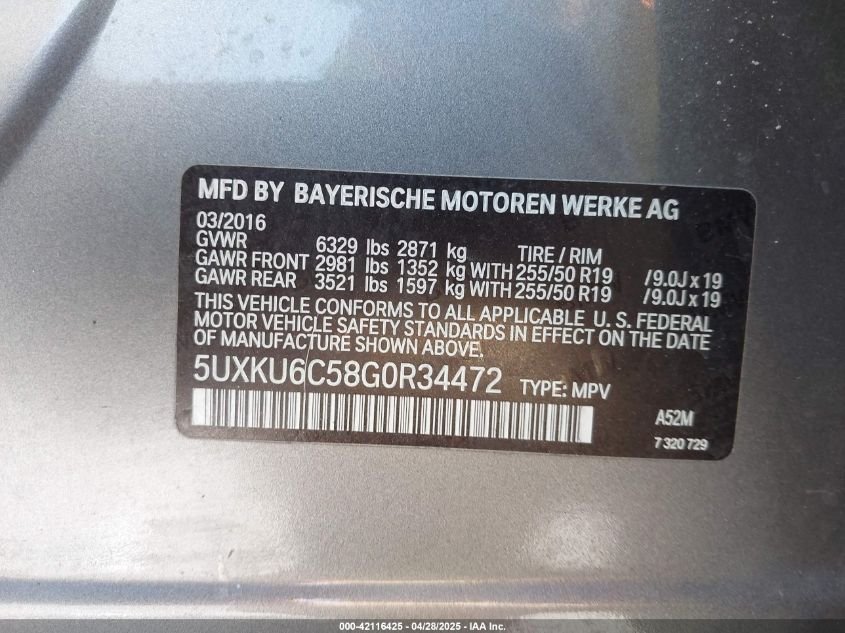 MFD BY BAYERISCHE MOTOREN WERKE AG
03/2016
GVWR 6329 lbs 2871 kg TIRE / RIM
GAWR FRONT 2981 lbs 1352 kg WITH 255/50 R19 /9.0J x 19
GAWR REAR 3521 lbs 1597 kg WITH 255/50 R19 /9.0J x 19
THIS VEHICLE CONFORMS TO ALL APPLICABLE U. S. FEDERAL
MOTOR VEHICLE SAFETY STANDARDS IN EFFECT ON THE DATE
OF MANUFACTURE SHOWN ABOVE.
5UXKU6C58G0R34472 TYPE: MPV
A52M
7 320 729
000-42116425 - 04/28/2025 - IAA Inc.